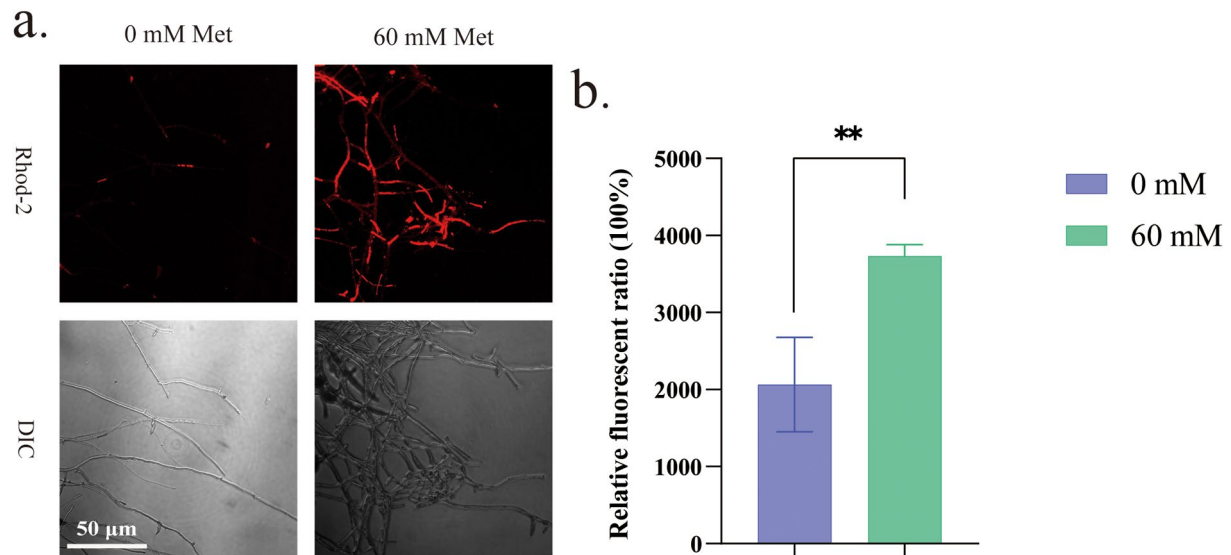 a.
0 mM Met
60 mM Met
Rhod-2
DIC
50 µm
b.
**
Relative fluorescent ratio (100%)
5000
4000
3000
2000
1000
0
0 mM
60 mM